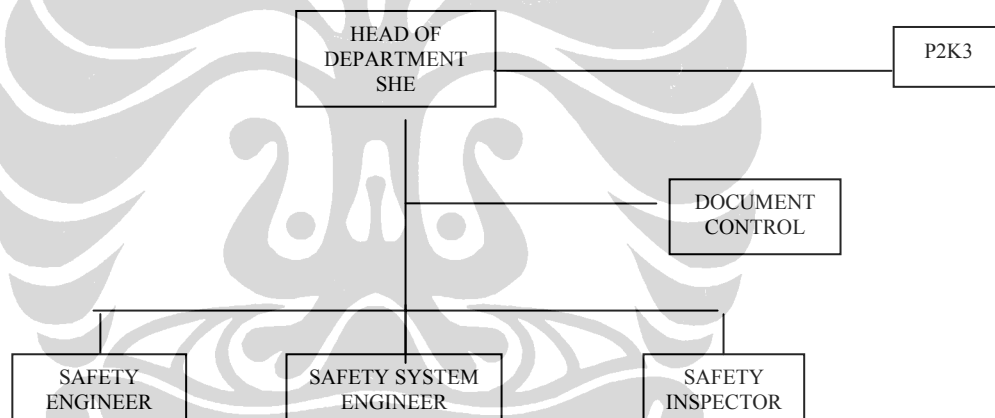 HEAD OF
DEPARTMENT
SHE
P2K3
DOCUMENT
CONTROL
SAFETY
ENGINEER
SAFETY SYSTEM
ENGINEER
SAFETY
INSPECTOR